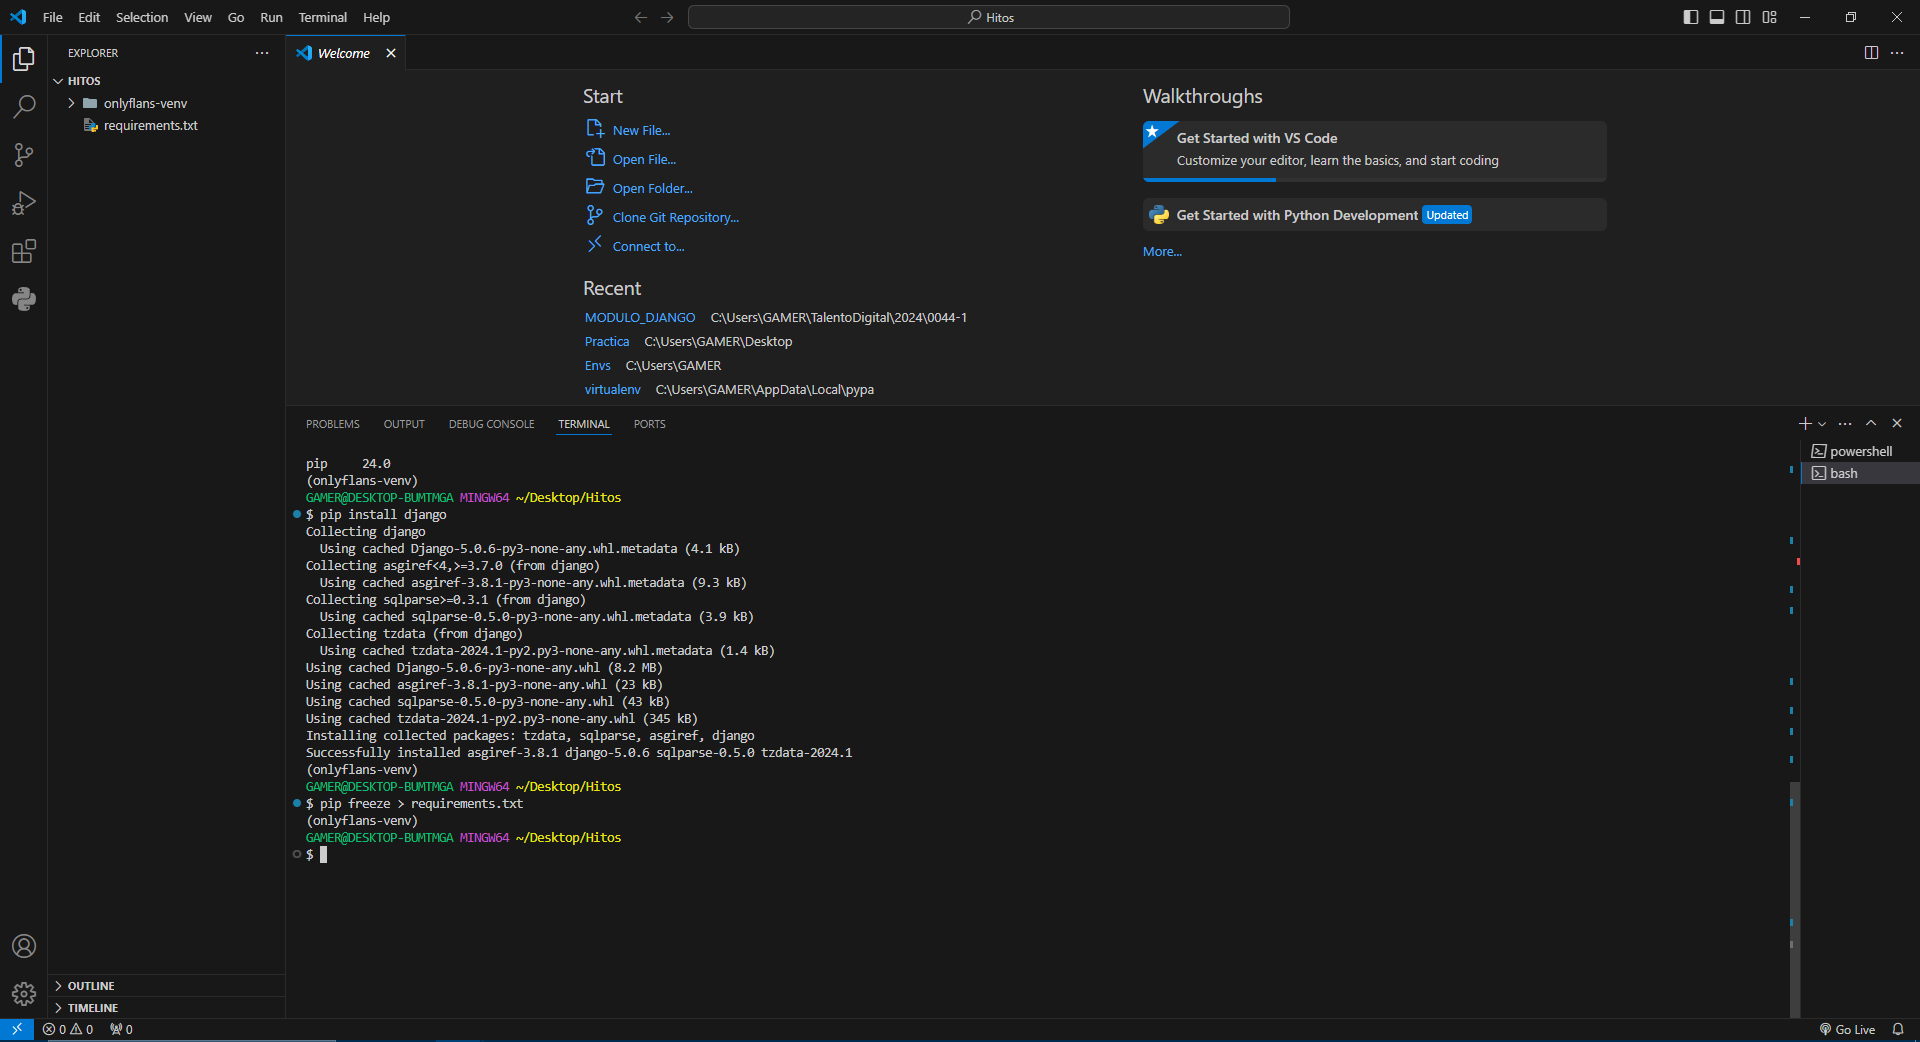 File Edit Selection View Go Run Terminal Help
Hitos
EXPLORER
HITOS
onlyflans-venv
requirements.txt
OUTLINE
TIMELINE
Welcome
Start
New File...
Open File...
Open Folder...
Clone Git Repository...
Connect to...
Recent
MODULO_DJANGO C:\Users\GAMER\TalentoDigital\2024\0044-1
Practica C:\Users\GAMER\Desktop
Envs C:\Users\GAMER
virtualenv C:\Users\GAMER\AppData\Local\pypa
Walkthroughs
Get Started with VS Code
Customize your editor, learn the basics, and start coding
Get Started with Python Development Updated
More...
PROBLEMS OUTPUT DEBUG CONSOLE TERMINAL PORTS
pip     24.0
(onlyflans-venv)
GAMER@DESKTOP-BUMTMGA MINGW64 ~/Desktop/Hitos
$ pip install django
Collecting django
  Using cached Django-5.0.6-py3-none-any.whl.metadata (4.1 kB)
Collecting asgiref<4,>=3.7.0 (from django)
  Using cached asgiref-3.8.1-py3-none-any.whl.metadata (9.3 kB)
Collecting sqlparse>=0.3.1 (from django)
  Using cached sqlparse-0.5.0-py3-none-any.whl.metadata (3.9 kB)
Collecting tzdata (from django)
  Using cached tzdata-2024.1-py2.py3-none-any.whl.metadata (1.4 kB)
Using cached Django-5.0.6-py3-none-any.whl (8.2 MB)
Using cached asgiref-3.8.1-py3-none-any.whl (23 kB)
Using cached sqlparse-0.5.0-py3-none-any.whl (43 kB)
Using cached tzdata-2024.1-py2.py3-none-any.whl (345 kB)
Installing collected packages: tzdata, sqlparse, asgiref, django
Successfully installed asgiref-3.8.1 django-5.0.6 sqlparse-0.5.0 tzdata-2024.1
(onlyflans-venv)
GAMER@DESKTOP-BUMTMGA MINGW64 ~/Desktop/Hitos
$ pip freeze > requirements.txt
(onlyflans-venv)
GAMER@DESKTOP-BUMTMGA MINGW64 ~/Desktop/Hitos
$
powershell
bash
0 0 0
Go Live